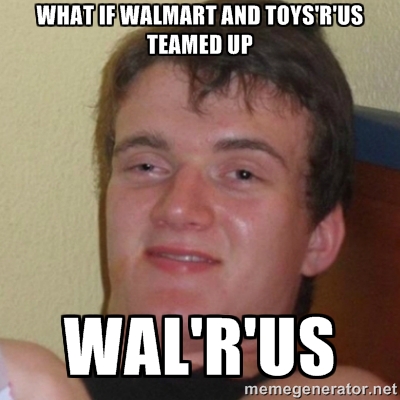 WHAT IF WALMART AND TOYS'R'US
TEAMED UP
WAL'R'US
memegenerator.net